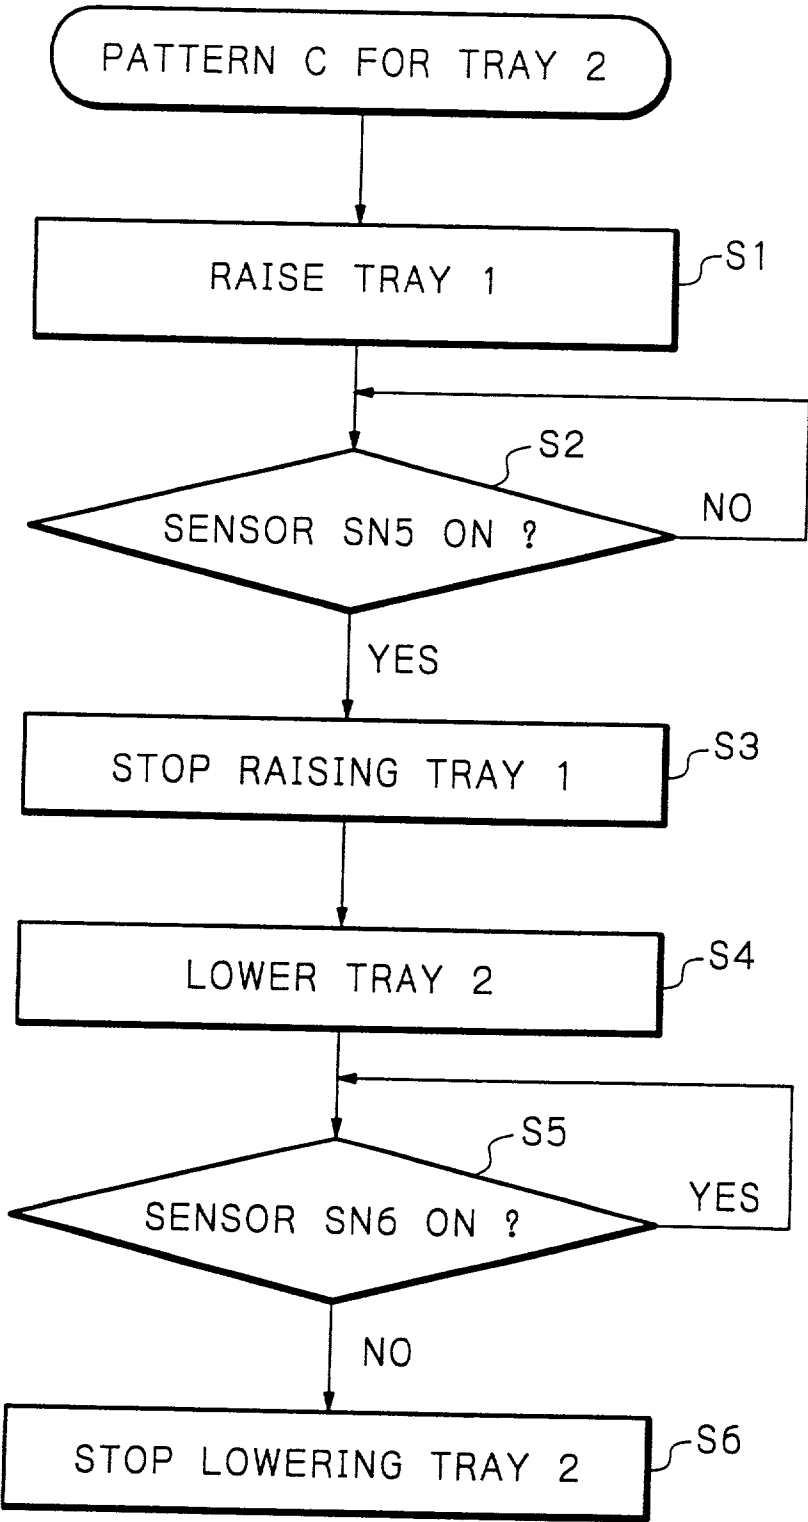 PATTERN C FOR TRAY 2
RAISE TRAY 1
S1
S2
SENSOR SN5 ON ?
NO
YES
STOP RAISING TRAY 1
S3
LOWER TRAY 2
S4
S5
SENSOR SN6 ON ?
YES
NO
STOP LOWERING TRAY 2
S6